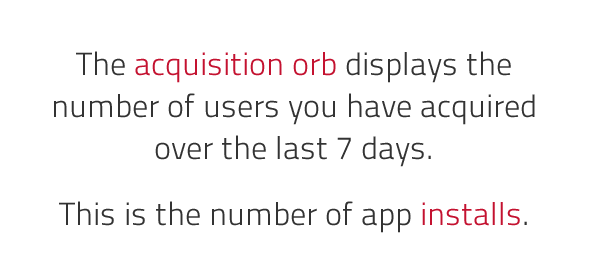 The acquisition orb displays the
number of users you have acquired
over the last 7 days.
This is the number of app installs.